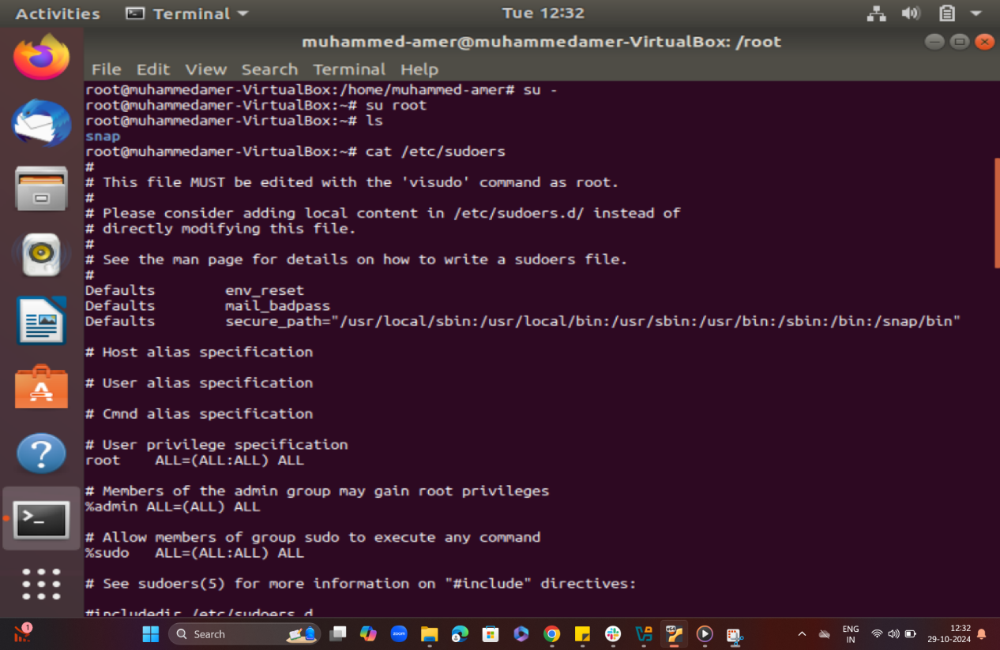 Activities Terminal Tue 12:32
muhammed-amer@muhammedamer-VirtualBox: /root
File Edit View Search Terminal Help
root@muhammedamer-VirtualBox:/home/muhammed-amer# su -
root@muhammedamer-VirtualBox:~# su root
root@muhammedamer-VirtualBox:~# ls
snap
root@muhammedamer-VirtualBox:~# cat /etc/sudoers
#
# This file MUST be edited with the 'visudo' command as root.
#
# Please consider adding local content in /etc/sudoers.d/ instead of
# directly modifying this file.
#
# See the man page for details on how to write a sudoers file.
#
Defaults        env_reset
Defaults        mail_badpass
Defaults        secure_path="/usr/local/sbin:/usr/local/bin:/usr/sbin:/usr/bin:/sbin:/bin:/snap/bin"
# Host alias specification
# User alias specification
# Cmnd alias specification
# User privilege specification
root    ALL=(ALL:ALL) ALL
# Members of the admin group may gain root privileges
%admin ALL=(ALL) ALL
# Allow members of group sudo to execute any command
%sudo   ALL=(ALL:ALL) ALL
# See sudoers(5) for more information on "#include" directives:
#includedir /etc/sudoers.d
1
Search
zoom
ENG
IN
12:32
29-10-2024